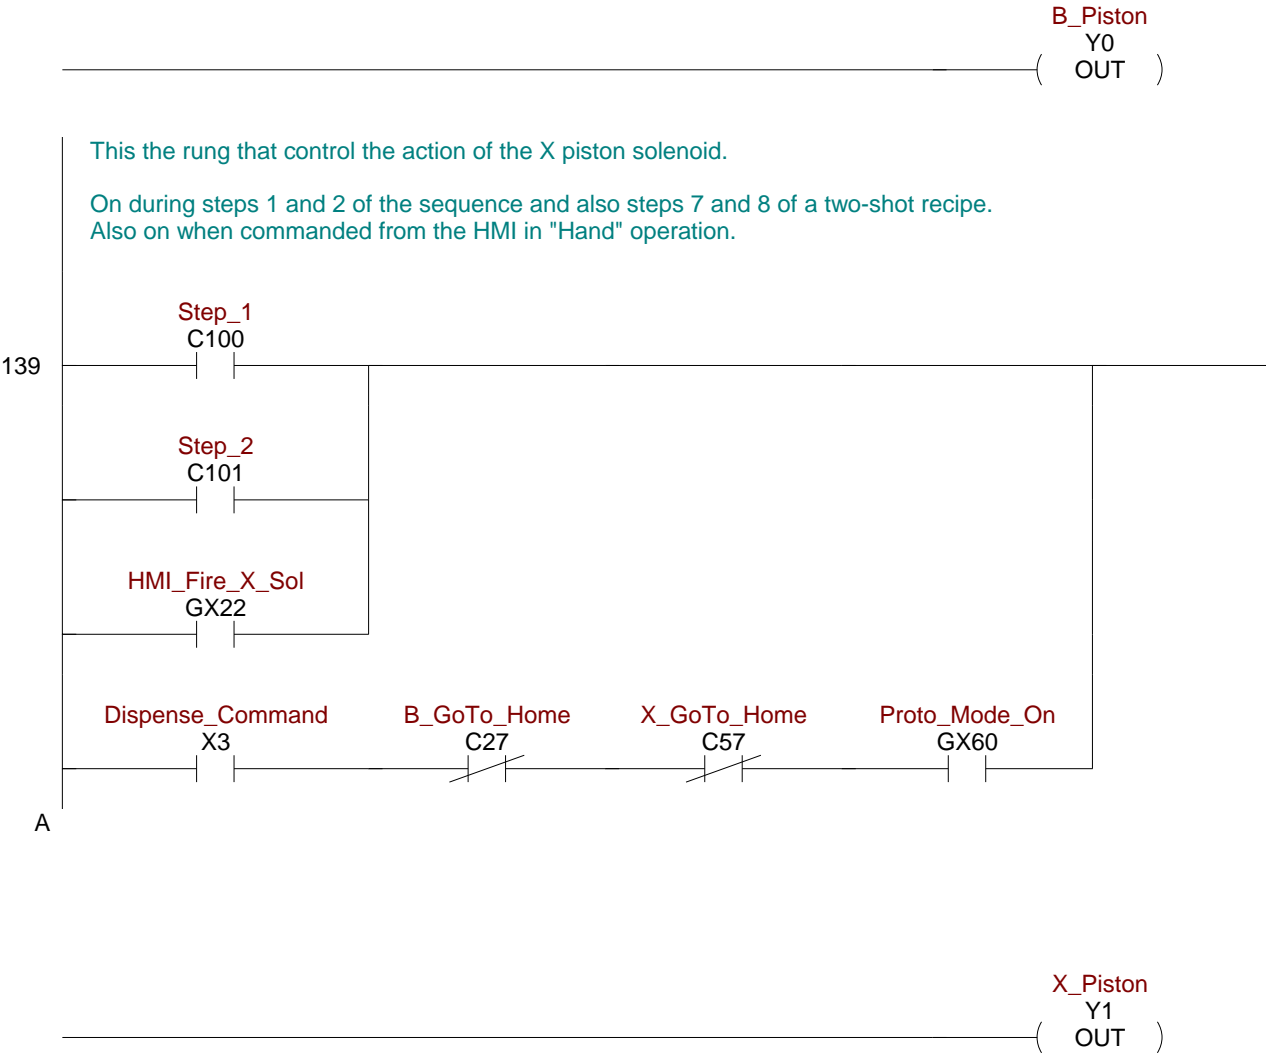 B_Piston
Y0
OUT
This the rung that control the action of the X piston solenoid.
On during steps 1 and 2 of the sequence and also steps 7 and 8 of a two-shot recipe.
Also on when commanded from the HMI in "Hand" operation.
Step_1
C100
139
Step_2
C101
HMI_Fire_X_Sol
GX22
Dispense_Command B_GoTo_Home X_GoTo_Home Proto_Mode_On
X3 C27 C57 GX60
A
X_Piston
Y1
OUT